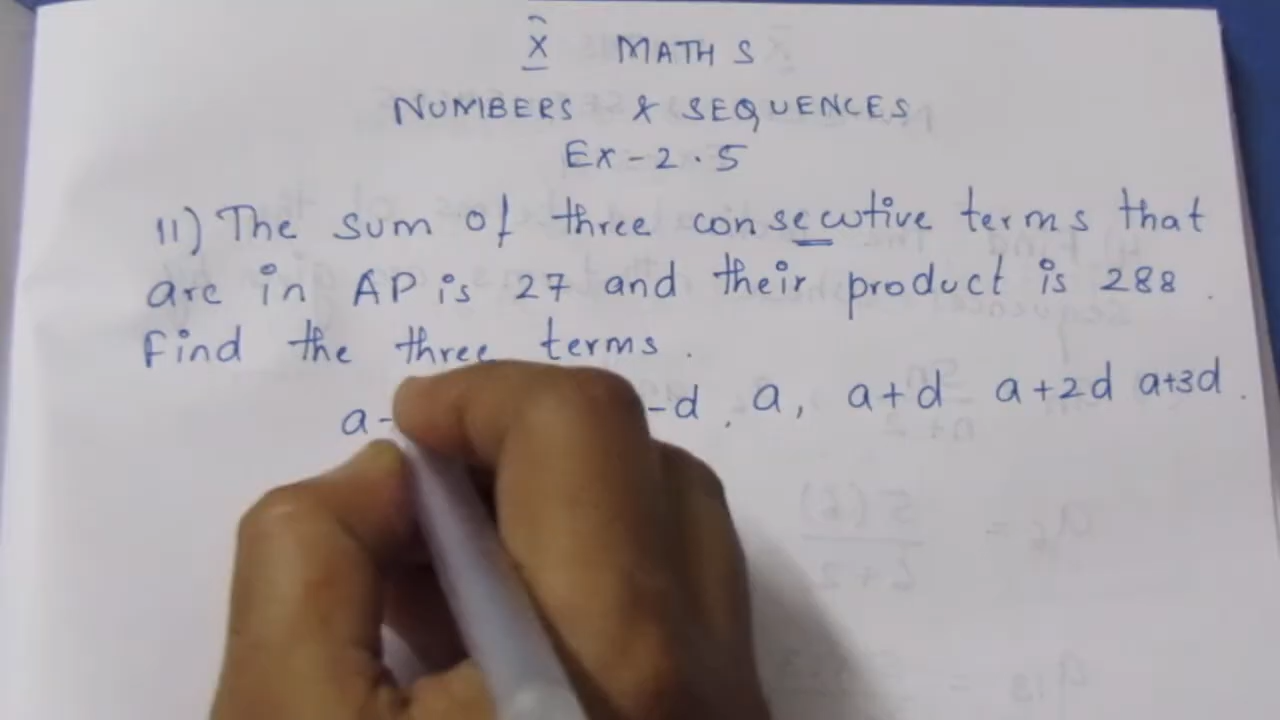 X MATHS
NUMBERS & SEQUENCES
Ex - 2.5
11) The sum of three consecutive terms that
are in AP is 27 and their product is 288.
Find the three terms.
a- -d, a, a+d a+2d a+3d.